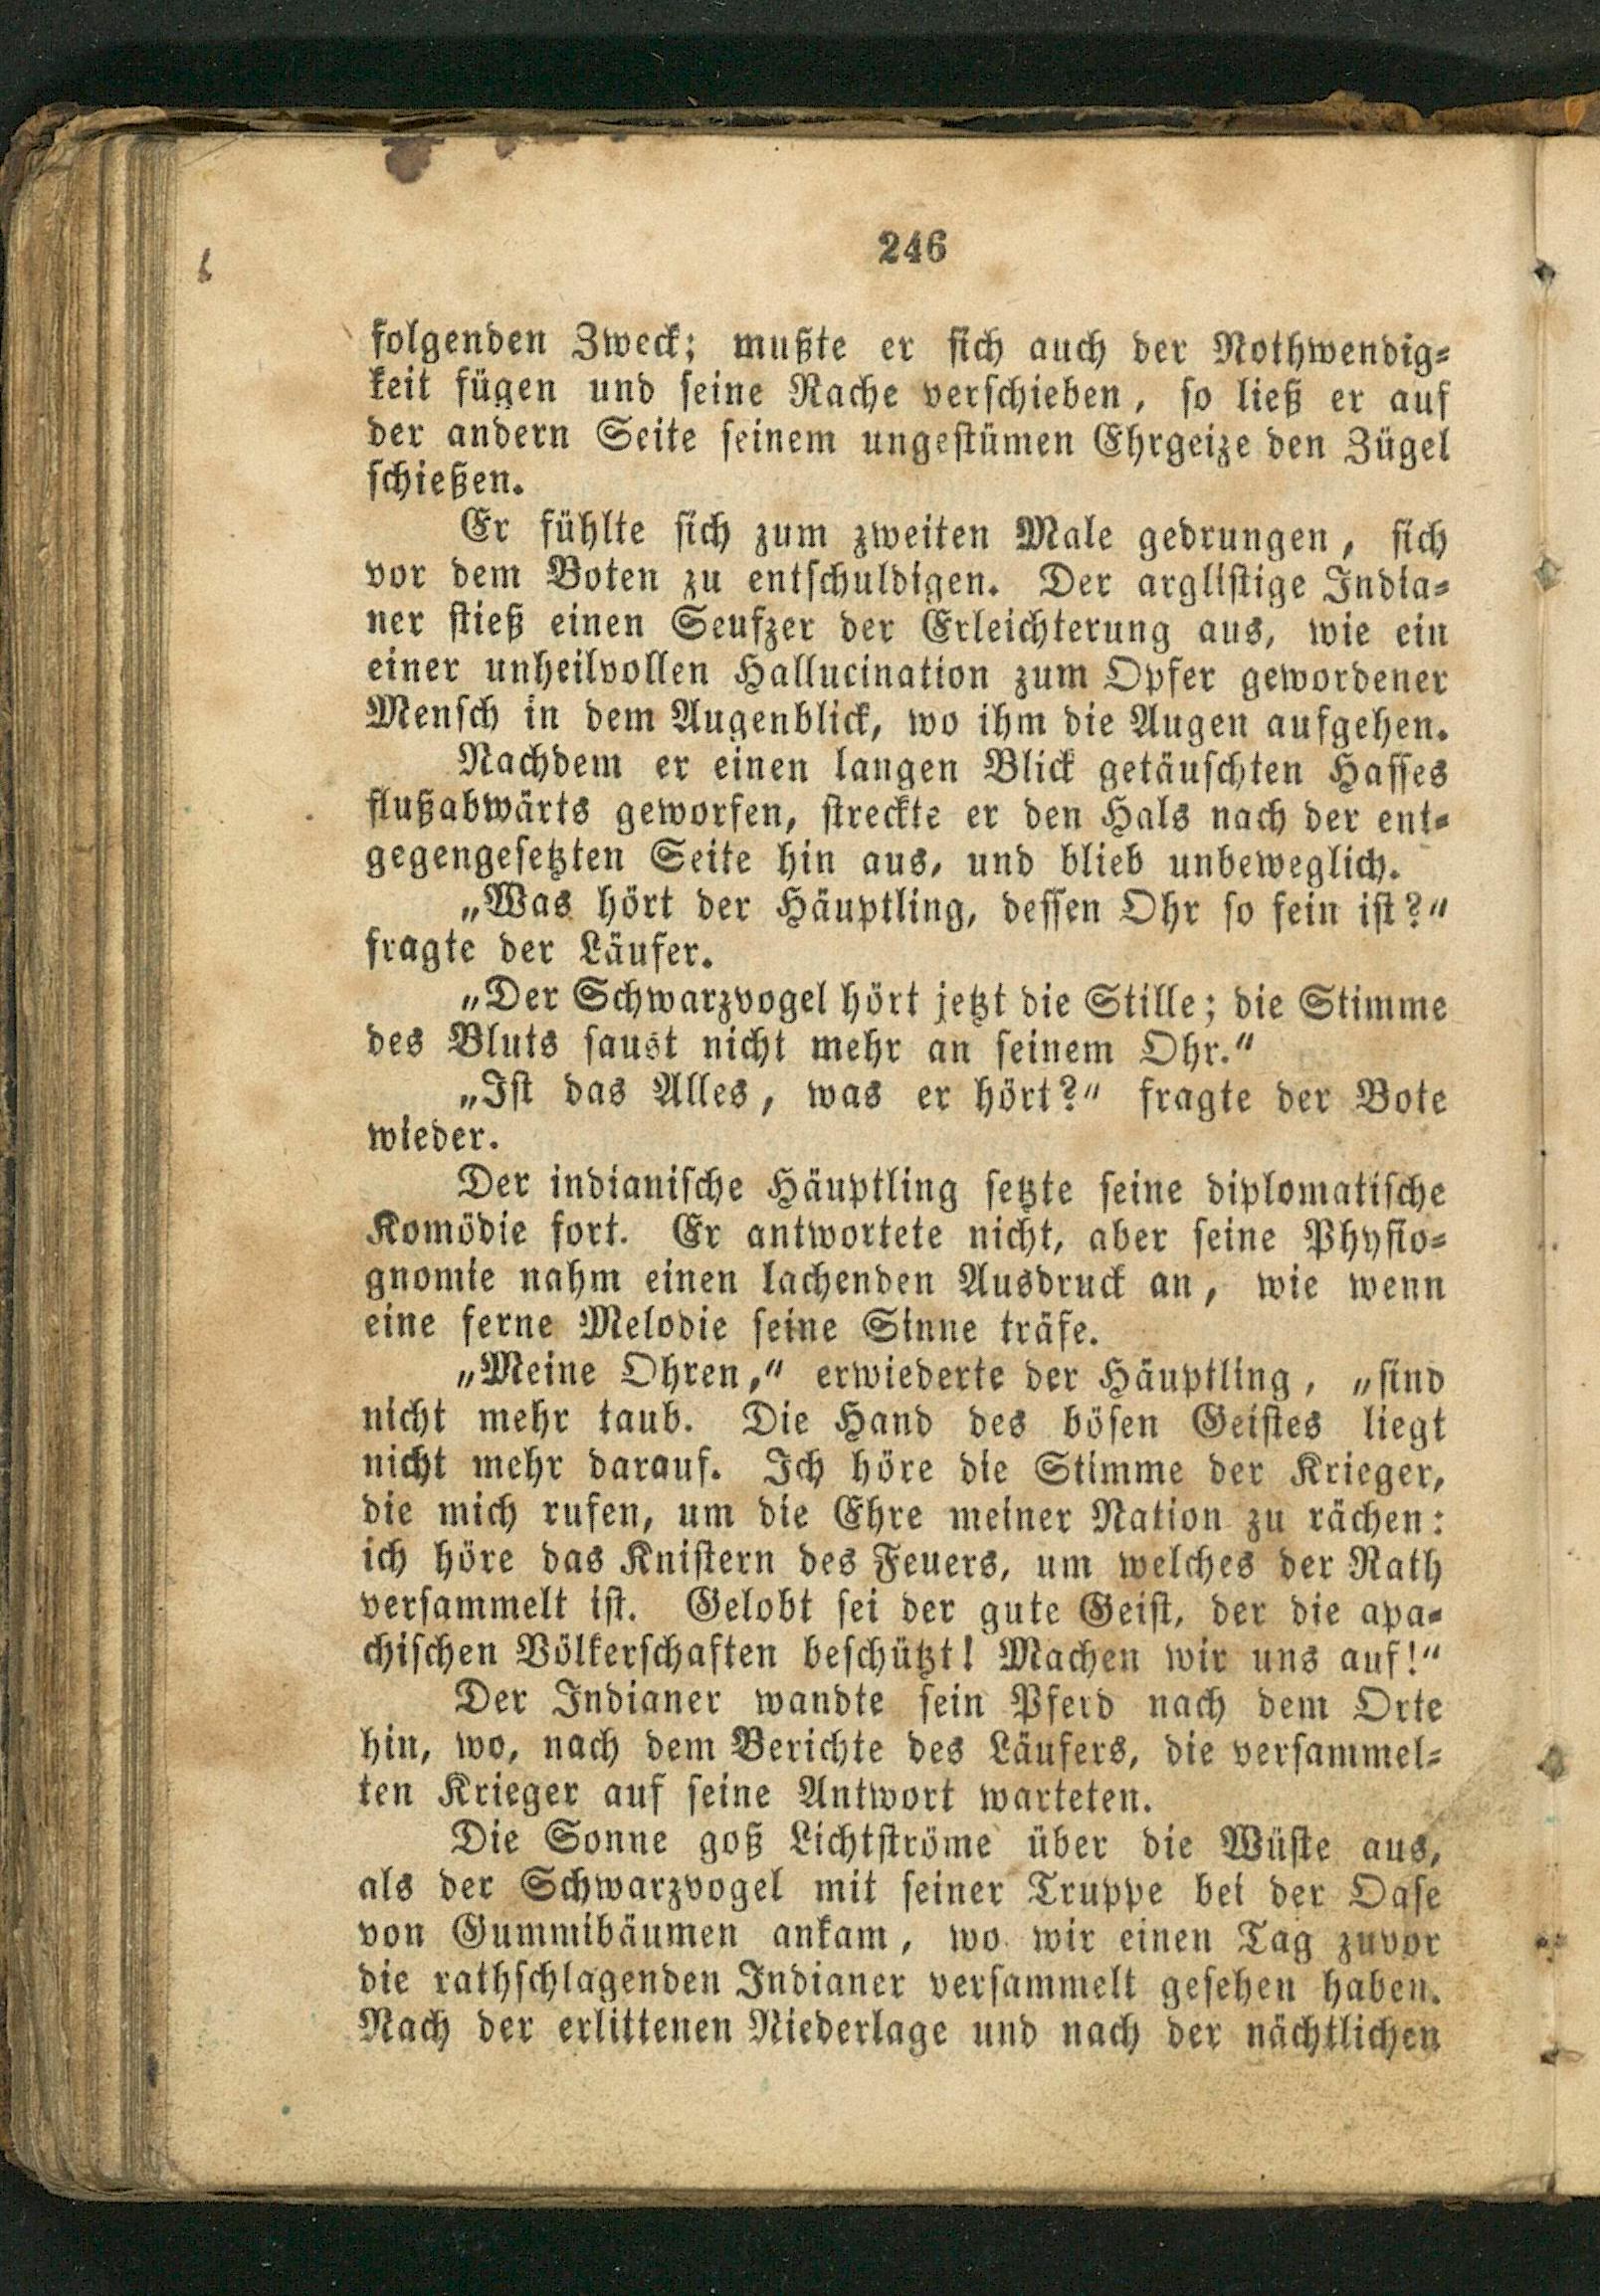 246
folgenden Zweck; mußte er sich auch der Nothwendig-
keit fügen und seine Rache verschieben, so ließ er auf
der andern Seite seinem ungestümen Ehrgeize den Zügel
schießen.
Er fühlte sich zum zweiten Male gedrungen, sich
vor dem Boten zu entschuldigen. Der arglistige India-
ner stieß einen Seufzer der Erleichterung aus, wie ein
einer unheilvollen Hallucination zum Opfer gewordener
Mensch in dem Augenblick, wo ihm die Augen aufgehen.
Nachdem er einen langen Blick getäuschten Hasses
flußabwärts geworfen, streckte er den Hals nach der ent-
gegengesetzten Seite hin aus, und blieb unbeweglich.
„Was hört der Häuptling, dessen Ohr so fein ist?"
fragte der Läufer.
„Der Schwarzvogel hört jetzt die Stille; die Stimme
des Bluts saust nicht mehr an seinem Ohr."
„Ist das Alles, was er hört?" fragte der Bote
wieder.
Der indianische Häuptling setzte seine diplomatische
Komödie fort. Er antwortete nicht, aber seine Physio-
gnomie nahm einen lachenden Ausdruck an, wie wenn
eine ferne Melodie seine Sinne träfe.
„Meine Ohren," erwiederte der Häuptling, „sind
nicht mehr taub. Die Hand des bösen Geistes liegt
nicht mehr darauf. Ich höre die Stimme der Krieger,
die mich rufen, um die Ehre meiner Nation zu rächen:
ich höre das Knistern des Feuers, um welches der Rath
versammelt ist. Gelobt sei der gute Geist, der die apa-
chischen Völkerschaften beschützt! Machen wir uns auf!"
Der Indianer wandte sein Pferd nach dem Orte
hin, wo, nach dem Berichte des Läufers, die versammel-
ten Krieger auf seine Antwort warteten.
Die Sonne goß Lichtströme über die Wüste aus,
als der Schwarzvogel mit seiner Truppe bei der Oase
von Gummibäumen ankam, wo wir einen Tag zuvor
die rathschlagenden Indianer versammelt gesehen haben.
Nach der erlittenen Niederlage und nach der nächtlichen